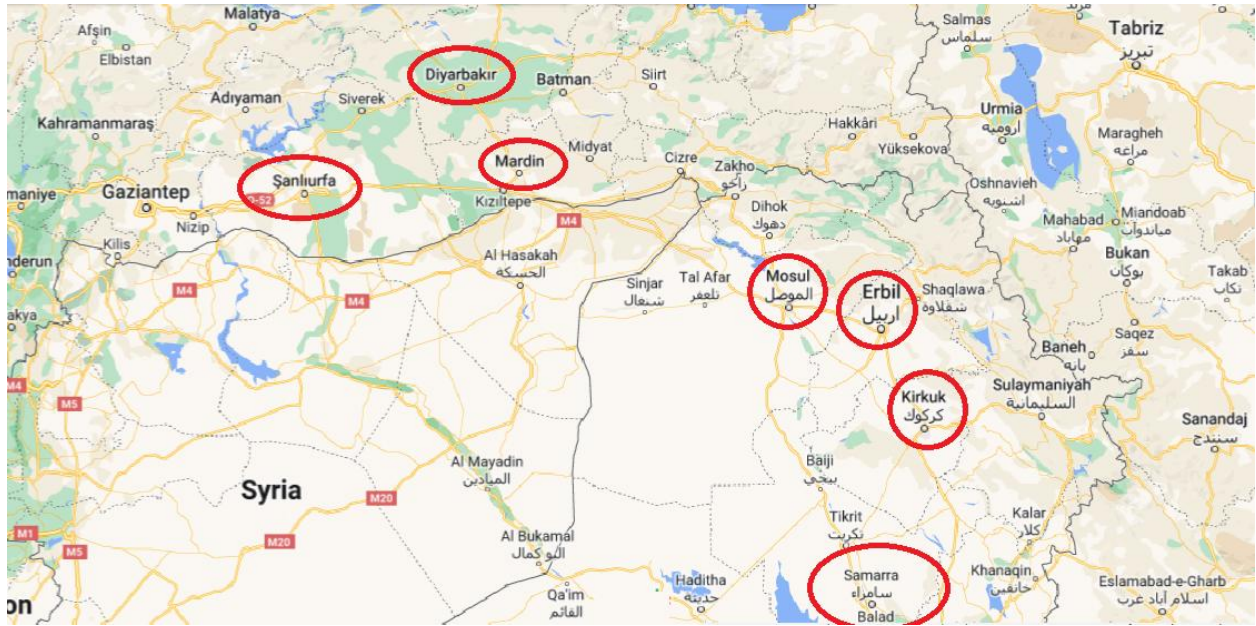 Malatya
Afşin
Elbistan
Diyarbakır
Batman
Siirt
Salmas
سلماس
Tabriz
تبریز
Adıyaman
Siverek
Kahramanmaraş
Hakkâri
Yüksekova
Urmia
ارومیه
Maragheh
مراغه
Mardin
Midyat
Cizre
Zakho
زاخو
Oshnavieh
اشنویه
maniye
Gaziantep
Nizip
Şanlıurfa
Kızıltepe
M4
Dihok
دهوك
Mahabad
مهاباد
Miandoab
میاندوآب
Kilis
nderun
Al Hasakah
الحسكة
Bukan
بوکان
Takab
تکاب
M4
M4
Sinjar
Tal Afar
تلعفر
Mosul
الموصل
Erbil
اربيل
Shaqlawa
شقلاوة
akya
Saqez
سقز
Baneh
بانه
M4
M5
Kirkuk
كركوك
Sulaymaniyah
السليمانية
Sanandaj
سنندج
Al Mayadin
الميادين
Baiji
بيجي
Syria
M20
Tikrit
تكريت
Kalar
كلار
M1
M5
M20
Al Bukamal
البو كمال
Qa'im
القائم
Haditha
حديثة
Samarra
سامراء
Balad
Khanaqin
خانقين
Eslamabad-e-Gharb
اسلام آباد غرب
on